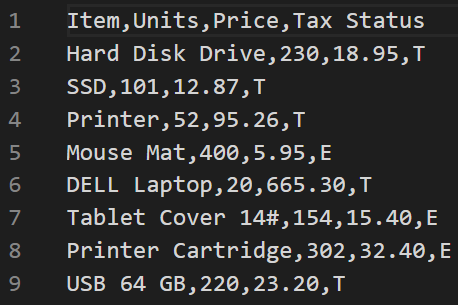 1 Item,Units,Price,Tax Status
2 Hard Disk Drive,230,18.95,T
3 SSD,101,12.87,T
4 Printer,52,95.26,T
5 Mouse Mat,400,5.95,E
6 DELL Laptop,20,665.30,T
7 Tablet Cover 14#,154,15.40,E
8 Printer Cartridge,302,32.40,E
9 USB 64 GB,220,23.20,T